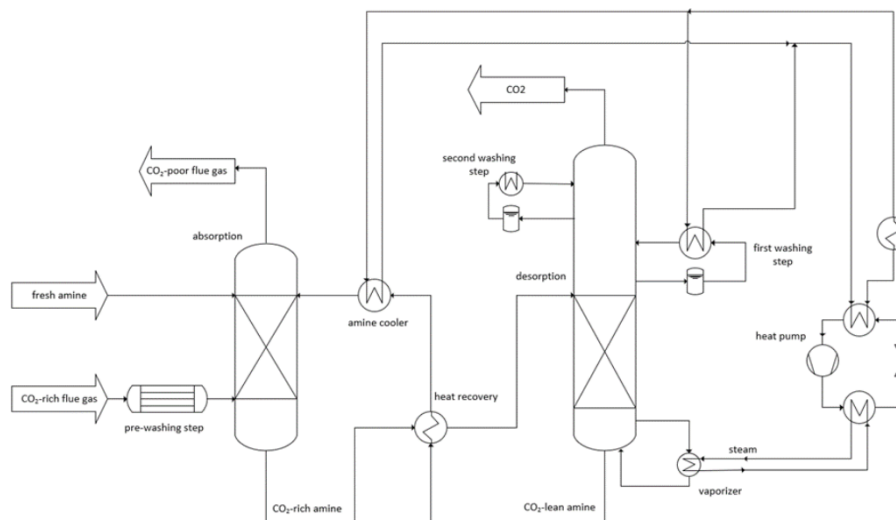 CO2
second washing
step
CO₂-poor flue gas
absorption
first washing
step
desorption
fresh amine
amine cooler
heat pump
CO₂-rich flue gas
heat recovery
pre-washing step
steam
vaporizer
CO₂-rich amine
CO₂-lean amine